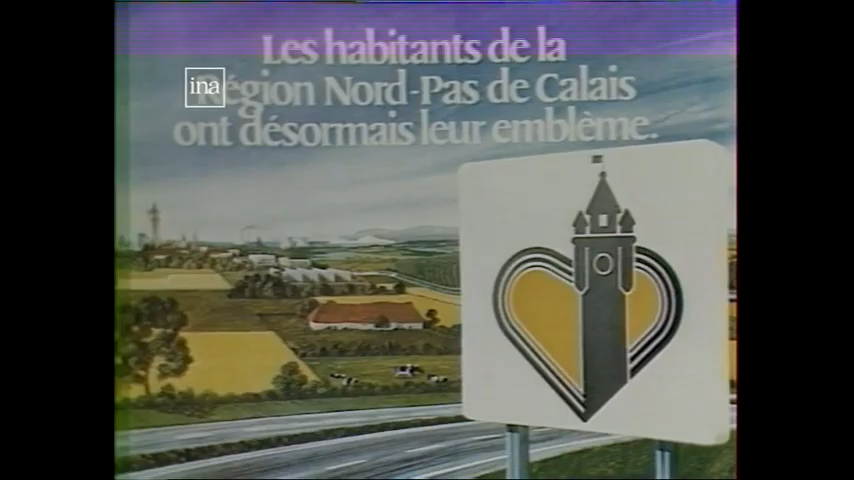 Les habitants de la
Région Nord-Pas de Calais
ont désormais leur emblème.
ina